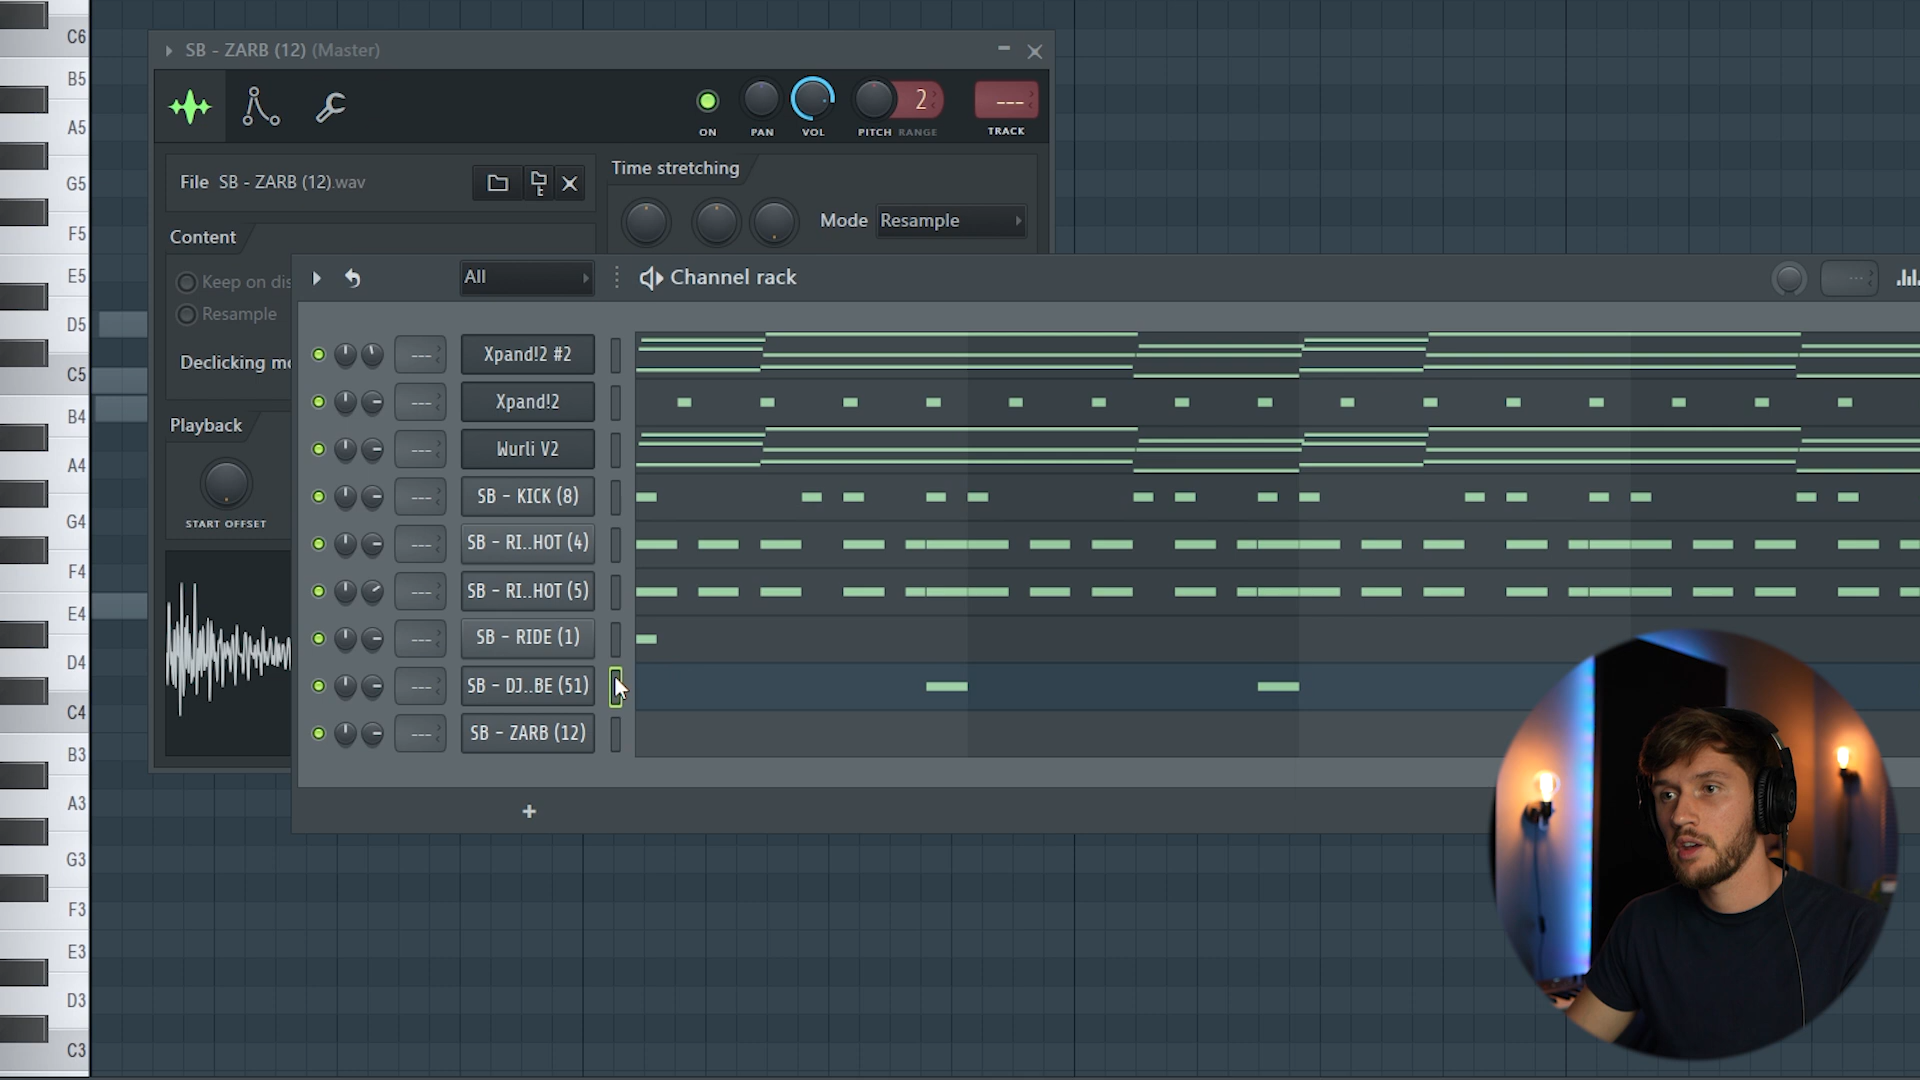 SB - ZARB (12) (Master)
ON
PAN
VOL
PITCH
RANGE
2
---
TRACK
File SB - ZARB (12).wav
Time stretching
Mode
Resample
Content
Keep on dis
Resample
Declicking mo
Playback
START OFFSET
All
Channel rack
---
--- Xpand!2 #2
--- Xpand!2
--- Wurli V2
--- SB - KICK (8)
--- SB - RI..HOT (4)
--- SB - RI..HOT (5)
--- SB - RIDE (1)
--- SB - DJ..BE (51)
--- SB - ZARB (12)
+
C6
B5
A5
G5
F5
E5
D5
C5
B4
A4
G4
F4
E4
D4
C4
B3
A3
G3
F3
E3
D3
C3